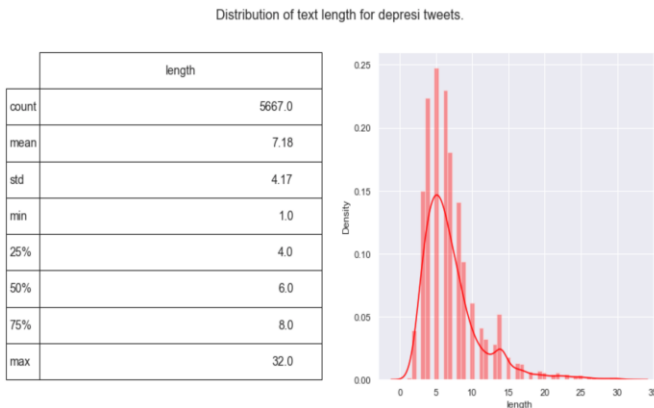 Distribution of text length for depresi tweets.
length
count 5667.0
mean 7.18
std 4.17
min 1.0
25% 4.0
50% 6.0
75% 8.0
max 32.0
Density
0.25
0.20
0.15
0.10
0.05
0.00
0 5 10 15 20 25 30 35
length